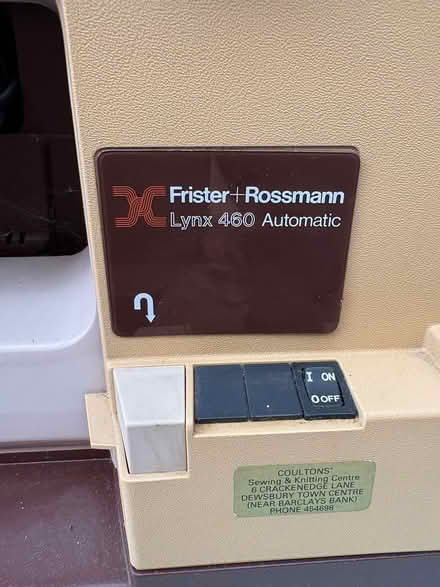 Frister+Rossmann
Lynx 460 Automatic
I ON
O OFF
COULTONS'
Sewing & Knitting Centre
6 CRACKENEDGE LANE
DEWSBURY TOWN CENTRE
(NEAR BARCLAYS BANK)
PHONE 454698